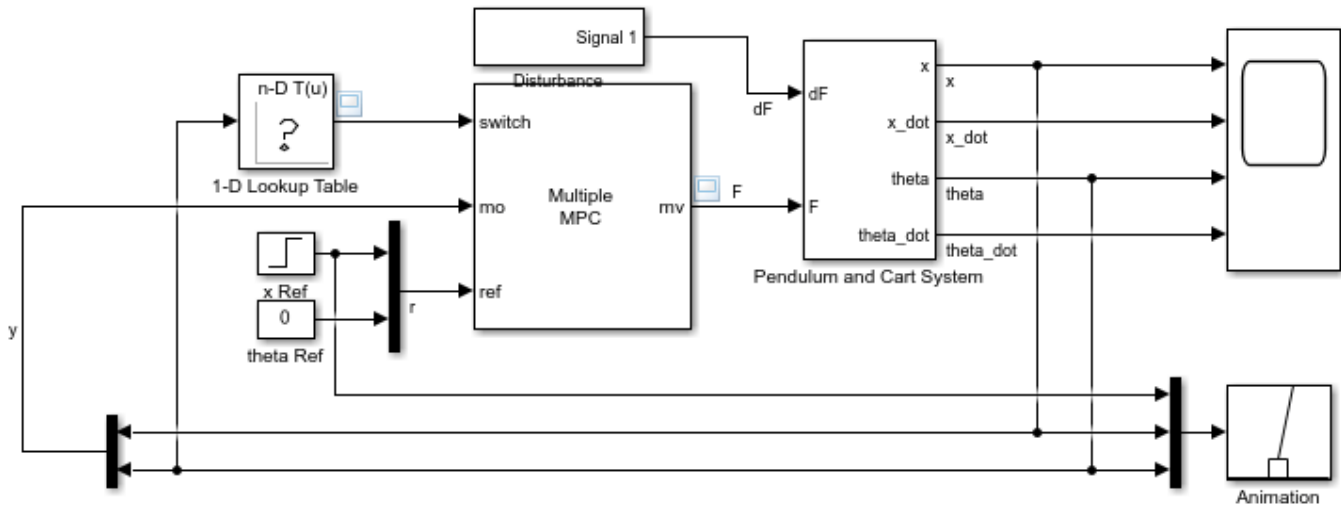 Signal 1
Disturbance
n-D T(u)
?
1-D Lookup Table
switch
mo
ref
Multiple
MPC
mv
F
dF
dF
F
x
x_dot
theta
theta_dot
Pendulum and Cart System
x
x_dot
theta
theta_dot
x Ref
0
theta Ref
r
y
Animation